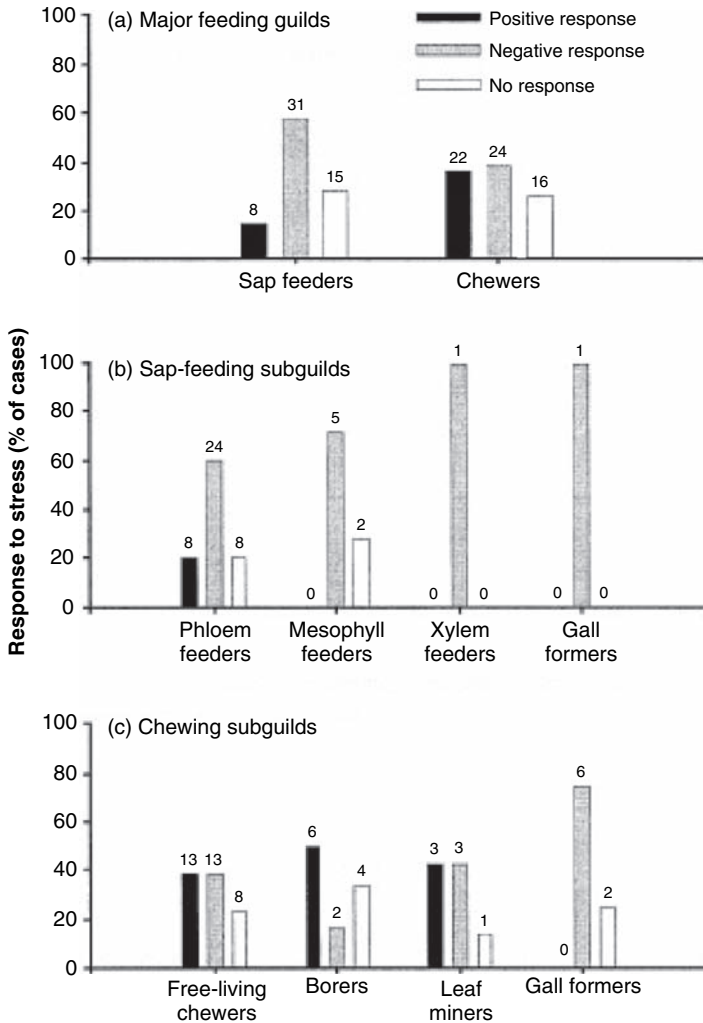 (a) Major feeding guilds
Positive response
Negative response
No response
100
80
60
40
20
0
8
31
15
22
24
16
Sap feeders
Chewers
Response to stress (% of cases)
(b) Sap-feeding subguilds
100
80
60
40
20
0
8
24
8
0
5
2
0
1
0
0
1
0
Phloem
feeders
Mesophyll
feeders
Xylem
feeders
Gall
formers
(c) Chewing subguilds
100
80
60
40
20
0
13
13
8
6
2
4
3
3
1
0
6
2
Free-living
chewers
Borers
Leaf
miners
Gall formers